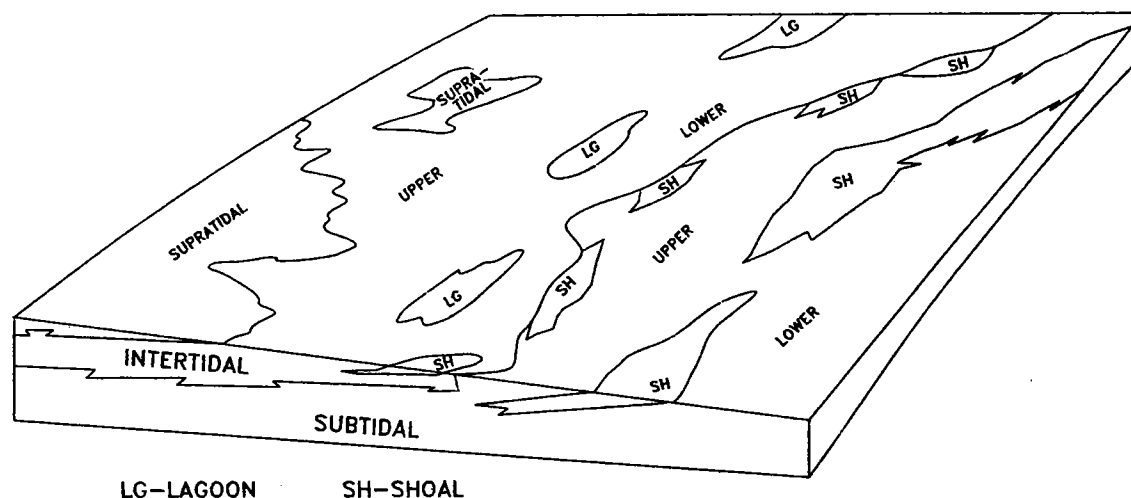 LG
SH
SUPRA-
TIDAL
SH
LOWER
LG
UPPER
SH
SH
SUPRATIDAL
UPPER
SH
LG
LOWER
INTERTIDAL
SH
SH
SUBTIDAL
LG-LAGOON SH-SHOAL